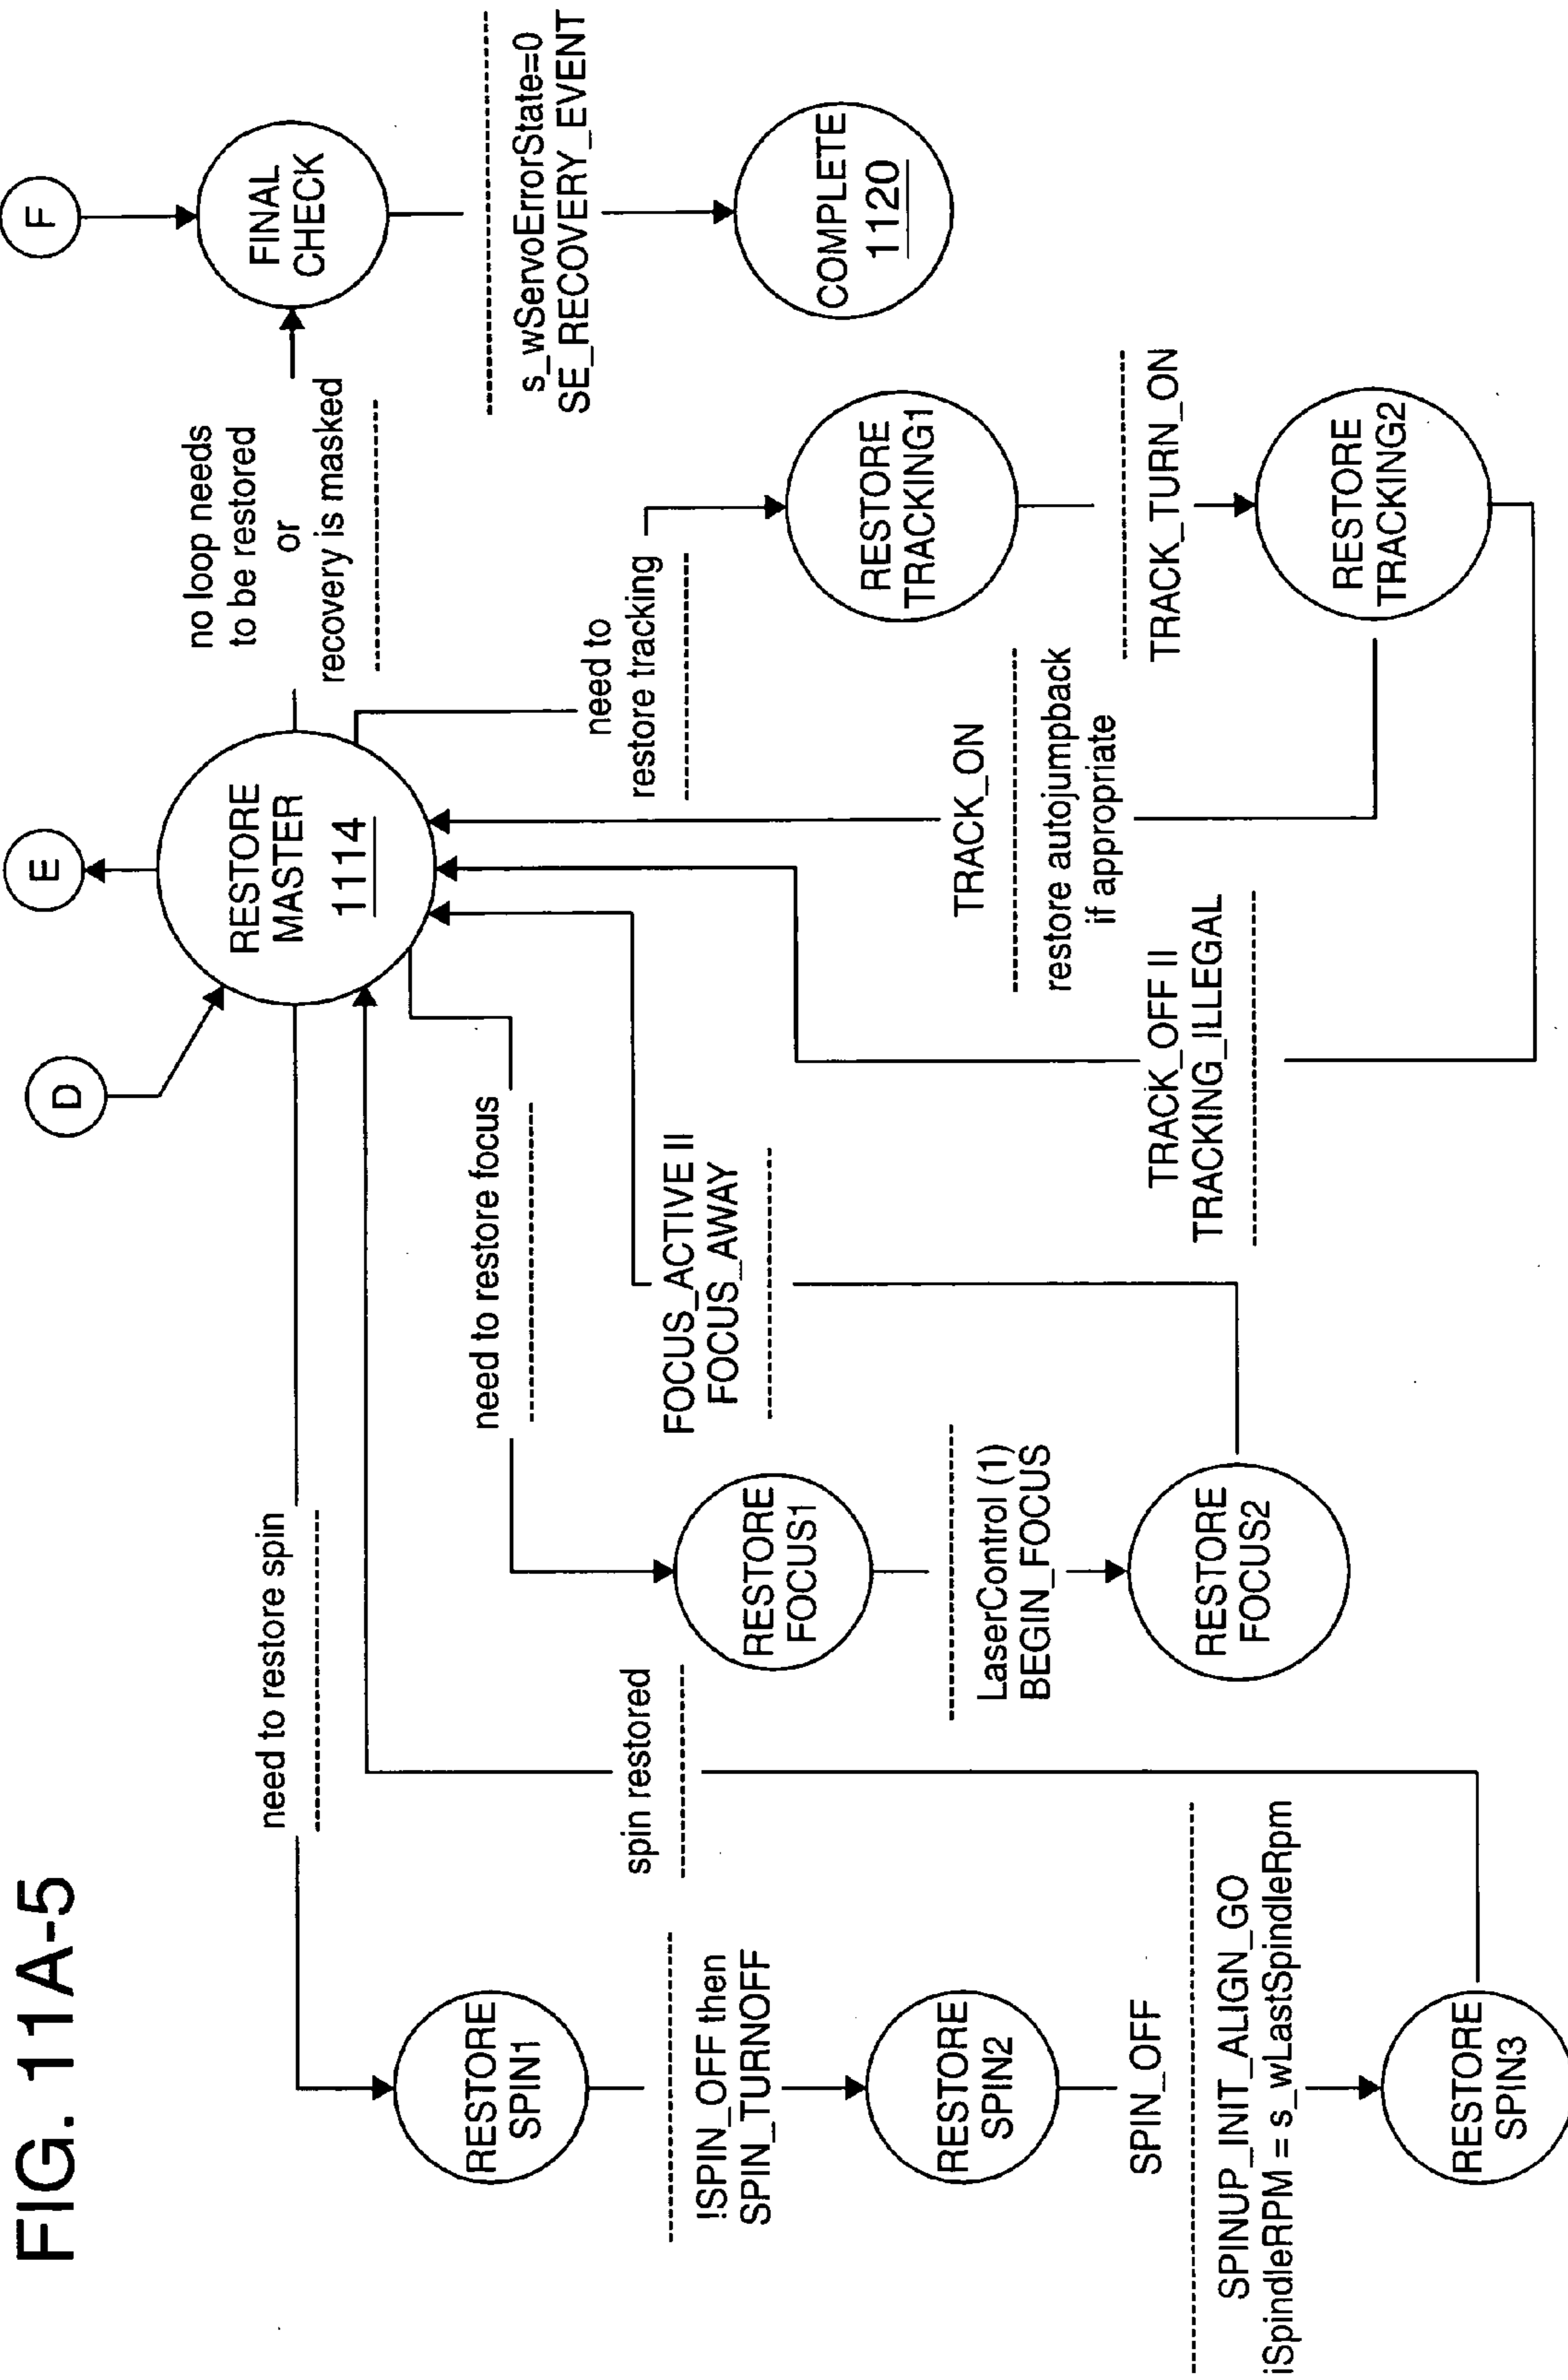 FIG. 11A-5
D
E
F
RESTORE
MASTER
1114
no loop needs
to be restored
or
recovery is masked
FINAL
CHECK
s_wServoErrorState=0
SE_RECOVERY_EVENT
COMPLETE
1120
need to restore spin
need to restore focus
need to
restore tracking
RESTORE
SPIN1
!SPIN_OFF then
SPIN_TURNOFF
RESTORE
SPIN2
SPIN_OFF
SPINUP_INIT_ALIGN_GO
iSpindleRPM = s_wLastSpindleRpm
RESTORE
SPIN3
spin restored
RESTORE
FOCUS1
LaserControl (1)
BEGIN_FOCUS
RESTORE
FOCUS2
FOCUS_ACTIVE II
FOCUS_AWAY
RESTORE
TRACKING1
TRACK_TURN_ON
RESTORE
TRACKING2
TRACK_ON
restore autojumpback
if appropriate
TRACK_OFF II
TRACKING_ILLEGAL